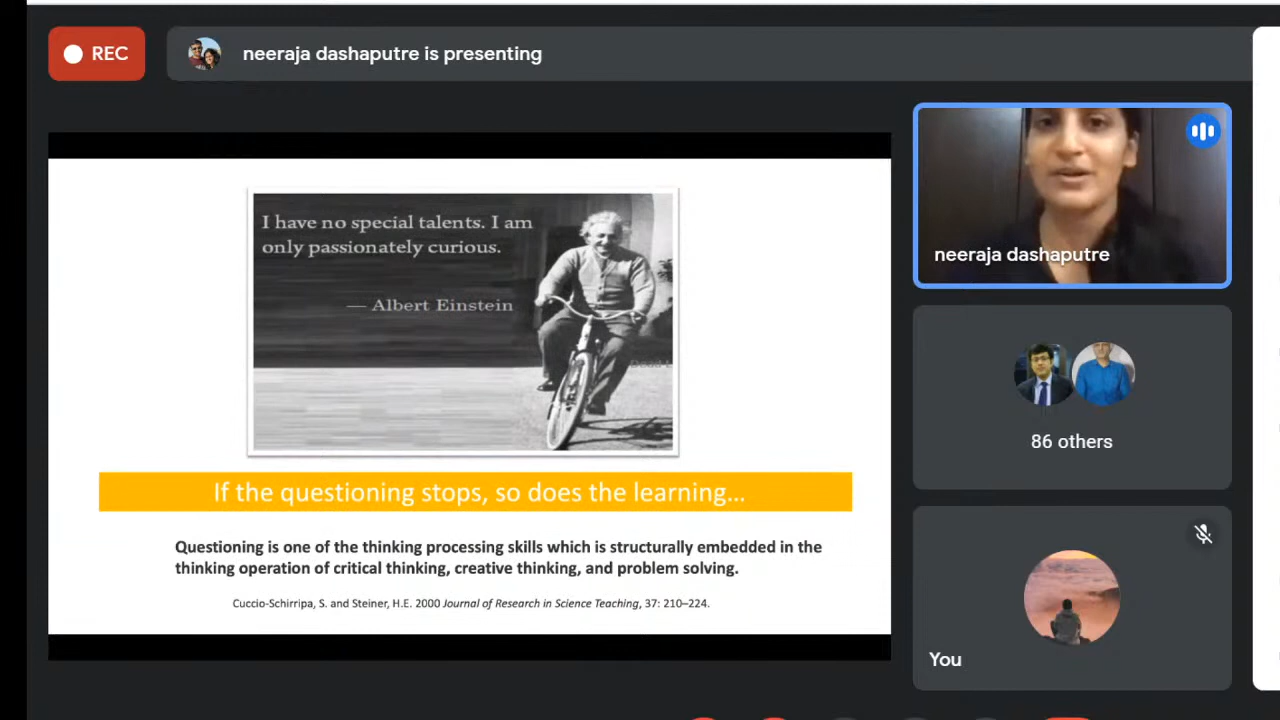 REC
neeraja dashaputre is presenting
I have no special talents. I am
only passionately curious.
— Albert Einstein
If the questioning stops, so does the learning…
Questioning is one of the thinking processing skills which is structurally embedded in the
thinking operation of critical thinking, creative thinking, and problem solving.
Cuccio-Schirripa, S. and Steiner, H.E. 2000 Journal of Research in Science Teaching, 37: 210–224.
neeraja dashaputre
86 others
You